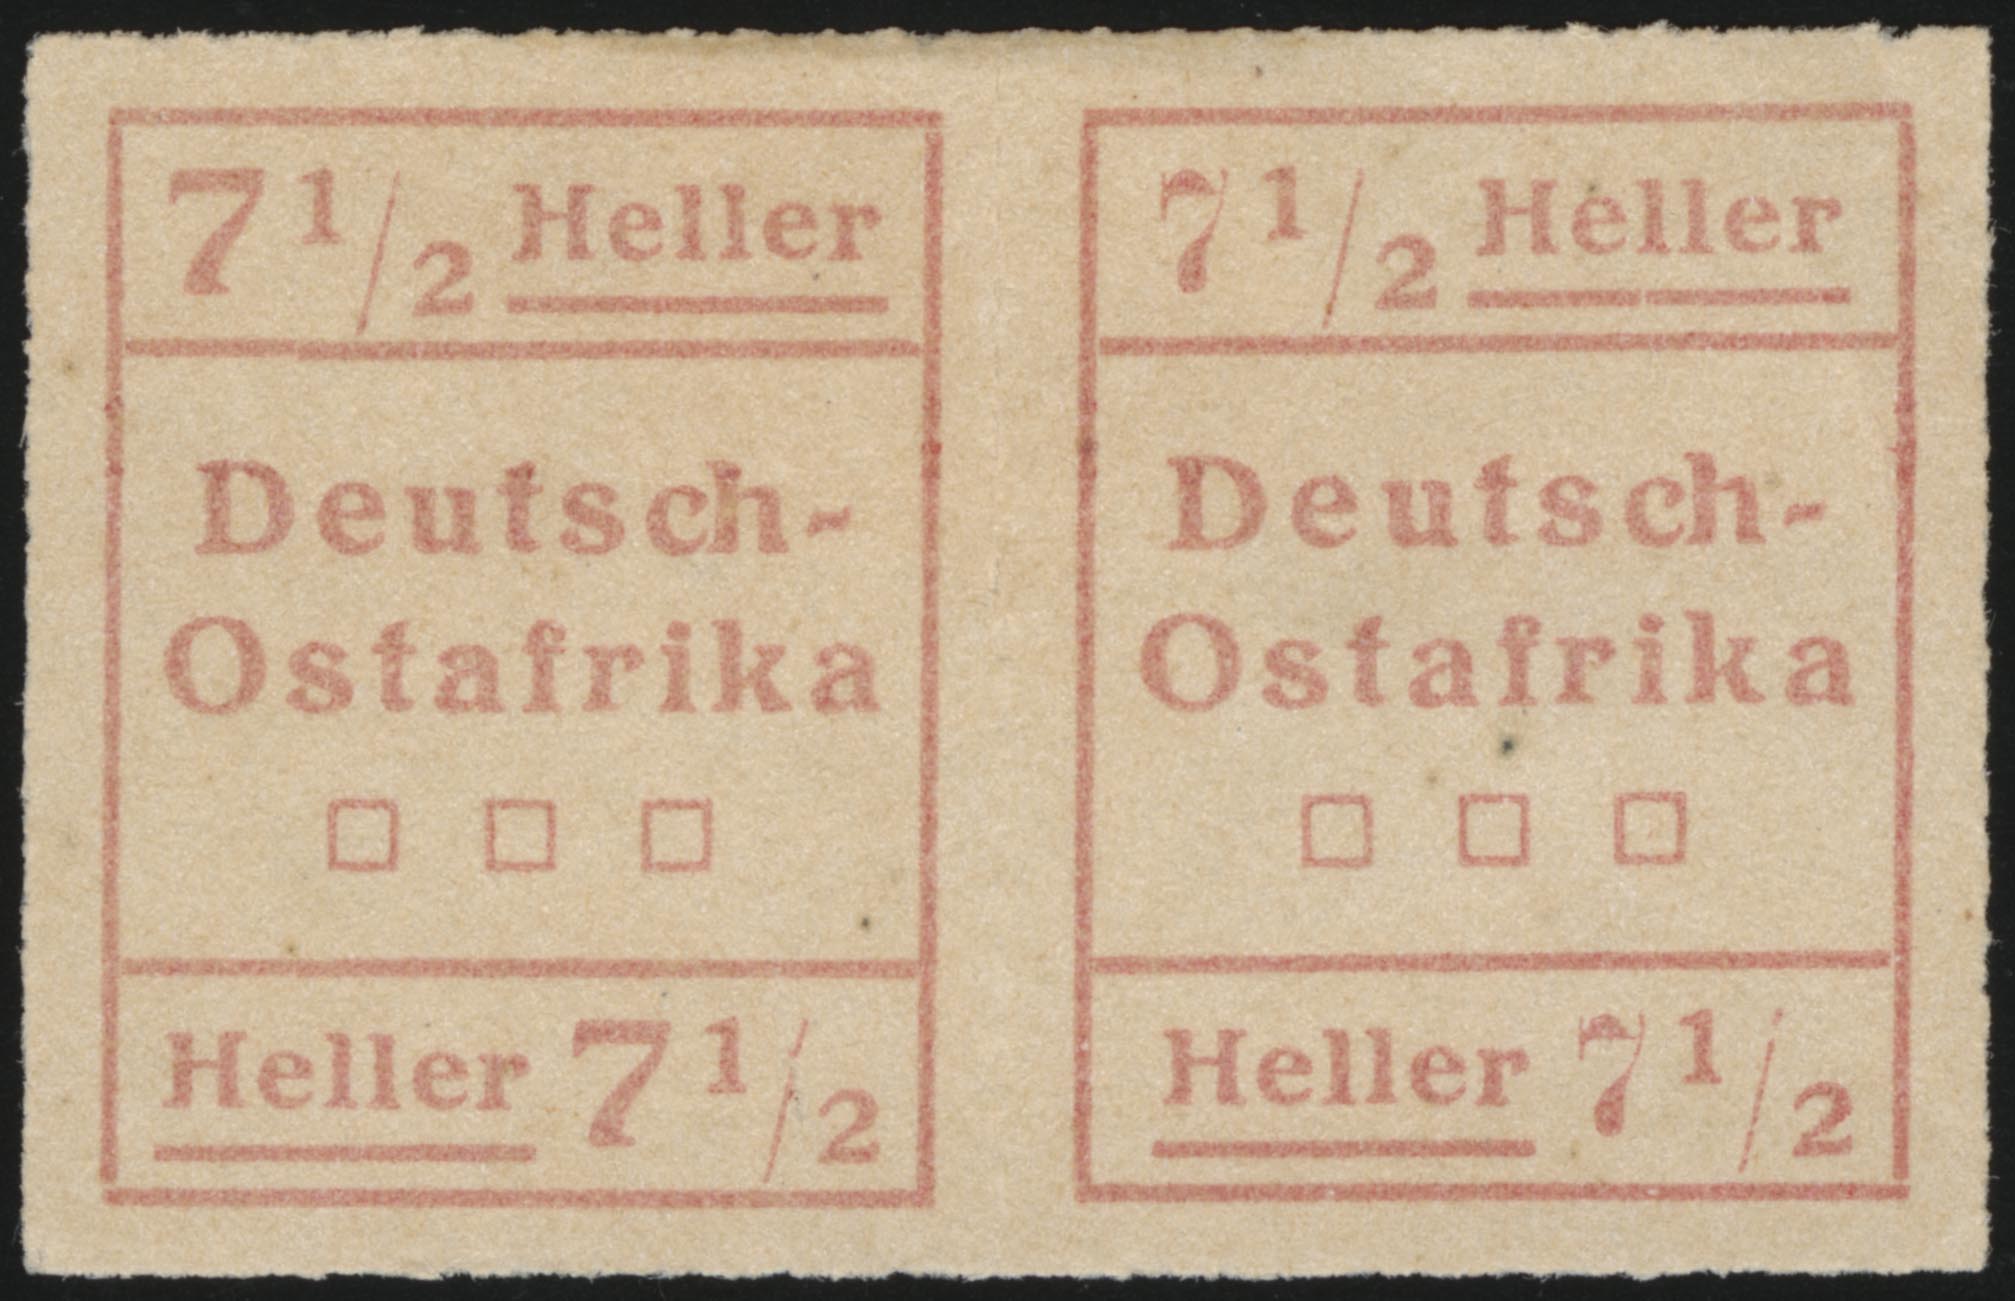 7 1/2 Heller
Deutsch-
Ostafrika
Heller 7 1/2
7 1/2 Heller
Deutsch-
Ostafrika
Heller 7 1/2